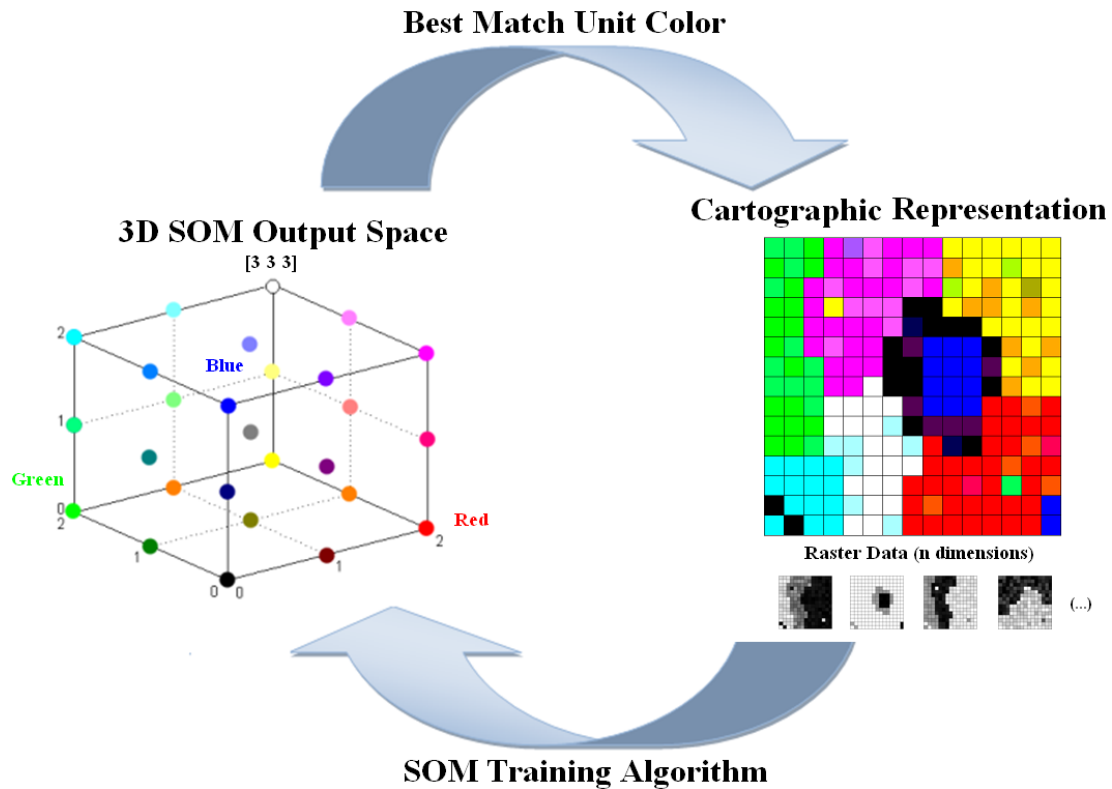 Best Match Unit Color
3D SOM Output Space
[3 3 3]
Cartographic Representation
2
Blue
1
Green
0
2
Red
2
1
1
0
0
Raster Data (n dimensions)
(...)
SOM Training Algorithm